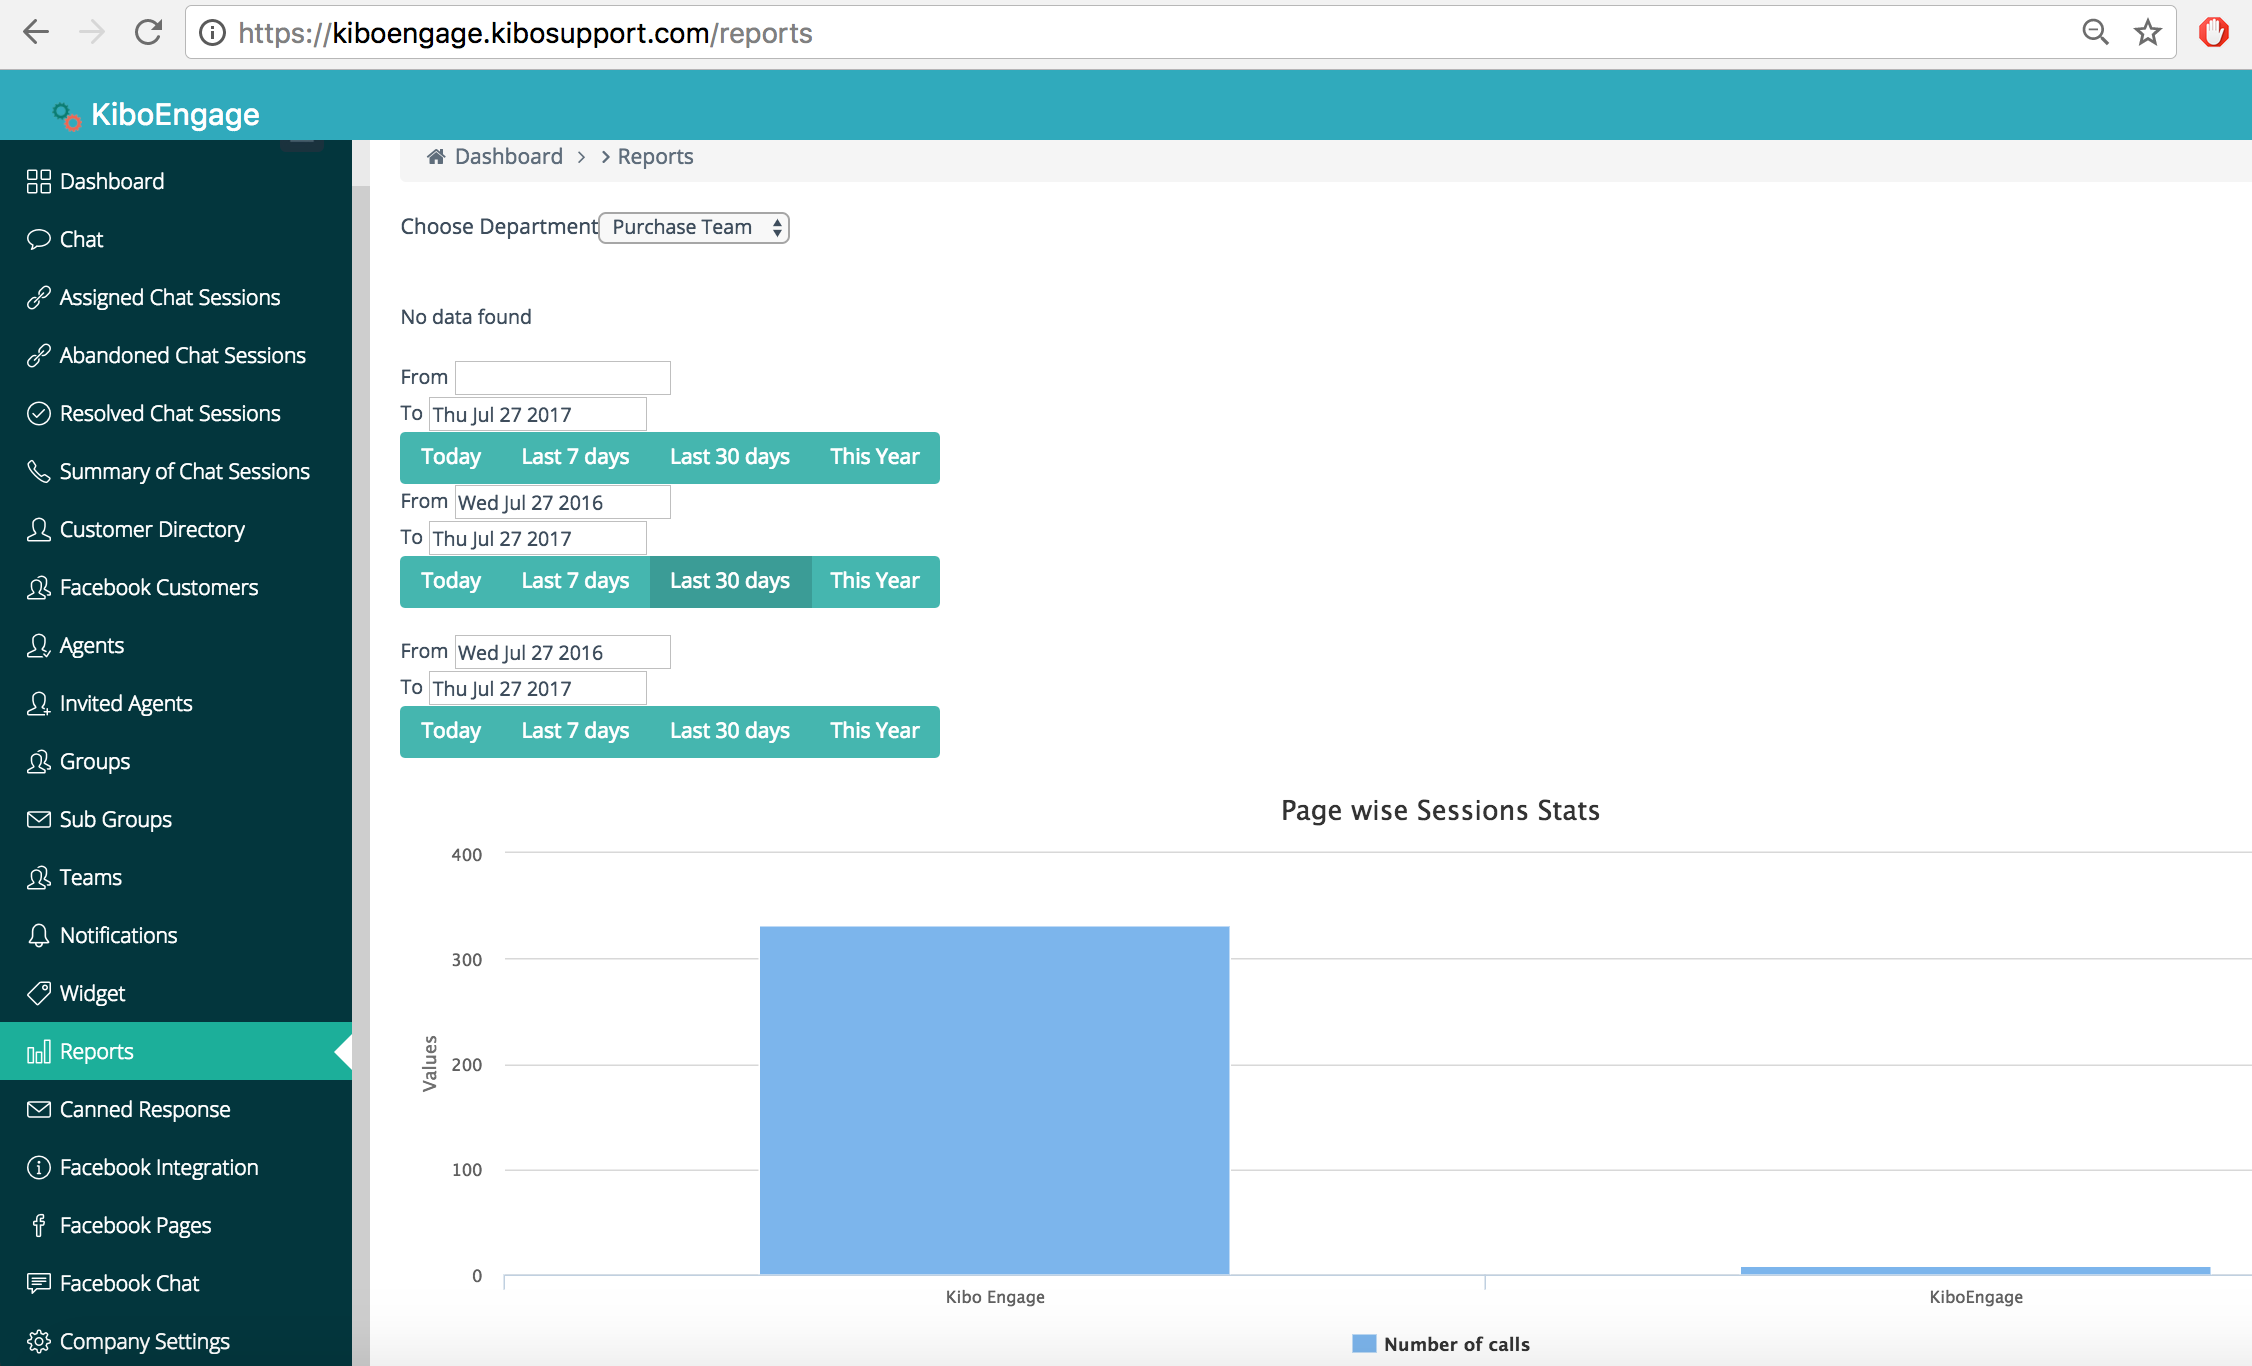 https://kiboengage.kibosupport.com/reports
KiboEngage
Dashboard
Chat
Assigned Chat Sessions
Abandoned Chat Sessions
Resolved Chat Sessions
Summary of Chat Sessions
Customer Directory
Facebook Customers
Agents
Invited Agents
Groups
Sub Groups
Teams
Notifications
Widget
Reports
Canned Response
Facebook Integration
Facebook Pages
Facebook Chat
Company Settings
Dashboard > > Reports
Choose Department Purchase Team
No data found
From
To Thu Jul 27 2017
Today Last 7 days Last 30 days This Year
From Wed Jul 27 2016
To Thu Jul 27 2017
Today Last 7 days Last 30 days This Year
From Wed Jul 27 2016
To Thu Jul 27 2017
Today Last 7 days Last 30 days This Year
Page wise Sessions Stats
400
300
200
100
0
Values
Kibo Engage KiboEngage
Number of calls